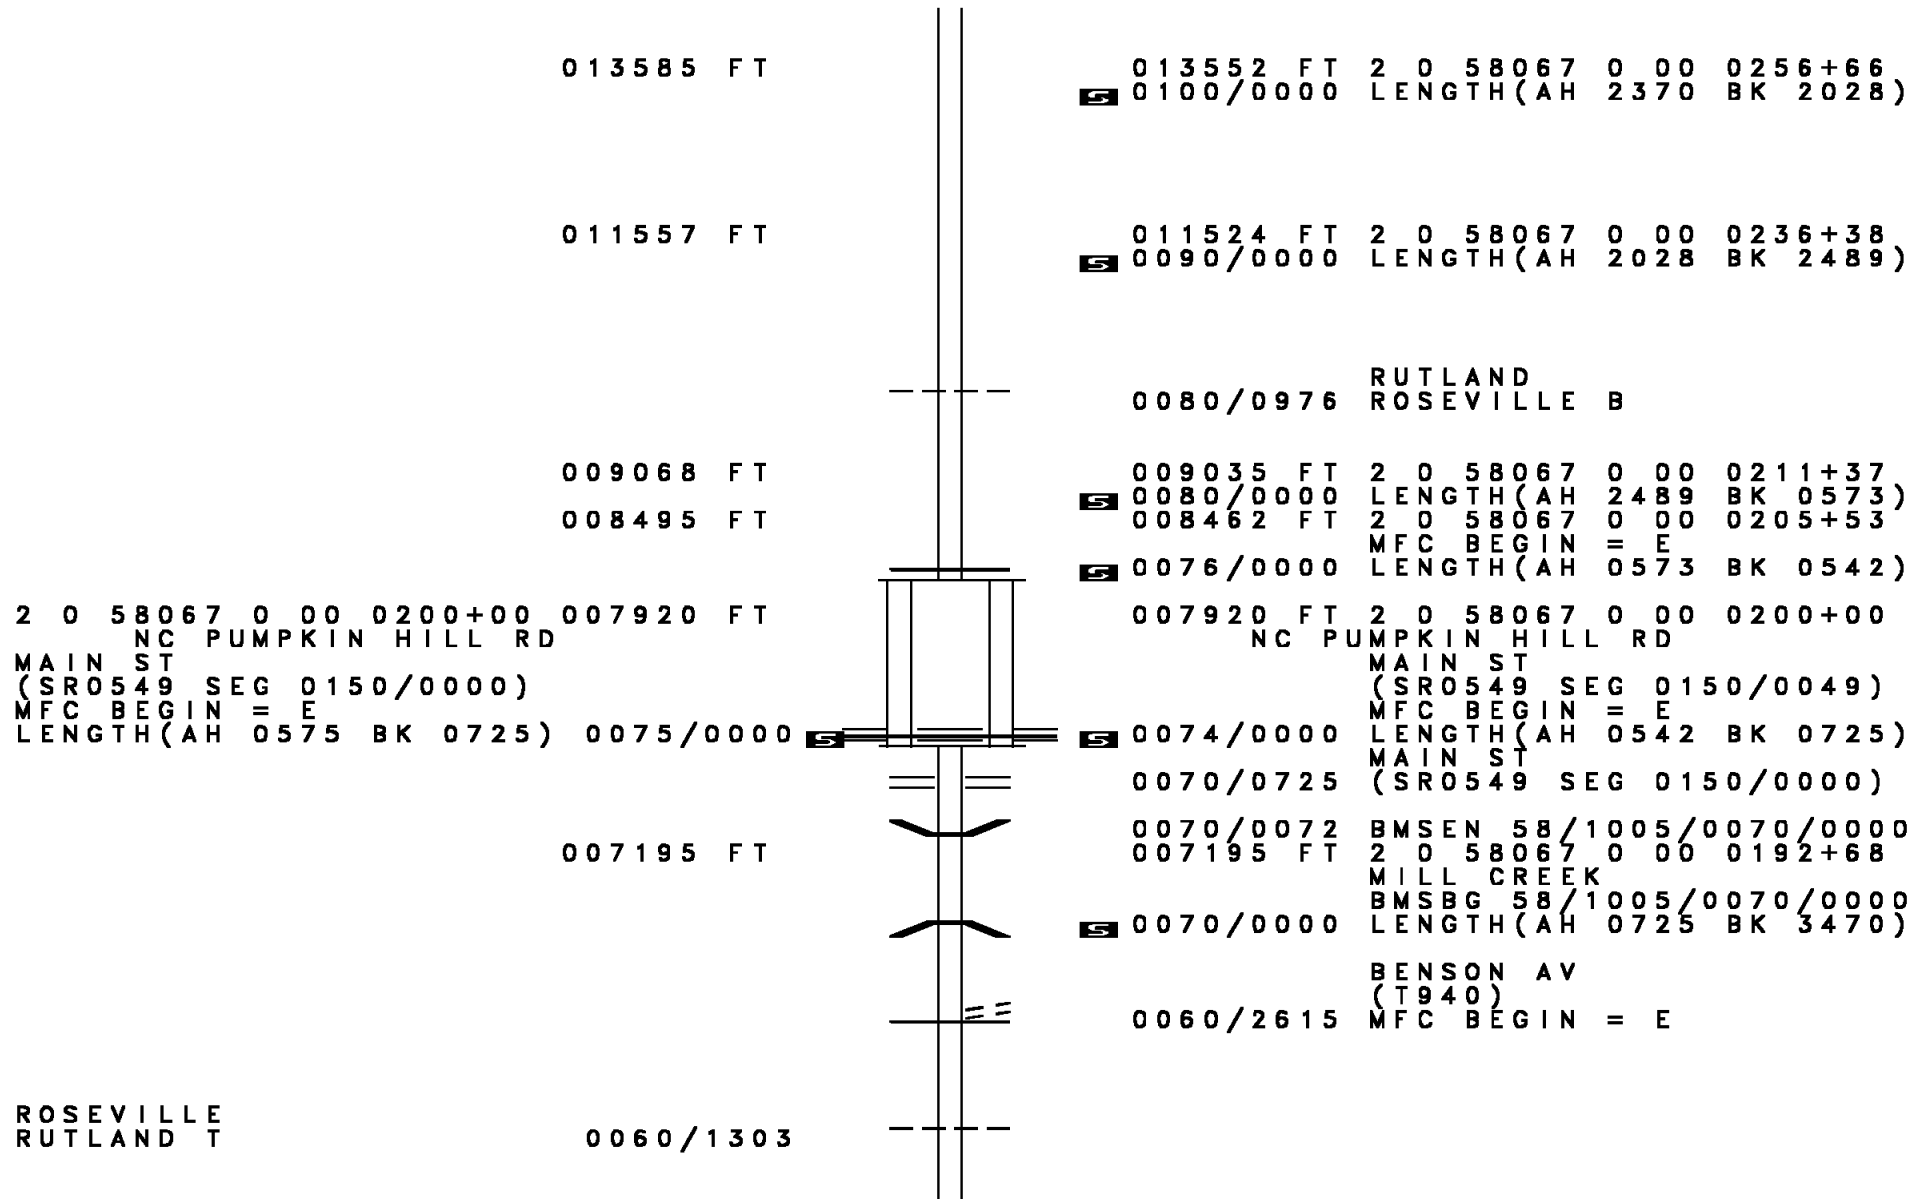 013585 FT 013552 FT 2 0 58067 0 00 0256+66
S 0100/0000 LENGTH(AH 2370 BK 2028)
011557 FT 011524 FT 2 0 58067 0 00 0236+38
S 0090/0000 LENGTH(AH 2028 BK 2489)
RUTLAND
0080/0976 ROSEVILLE B
009068 FT 009035 FT 2 0 58067 0 00 0211+37
S 0080/0000 LENGTH(AH 2489 BK 0573)
008495 FT 008462 FT 2 0 58067 0 00 0205+53
MFC BEGIN = E
S 0076/0000 LENGTH(AH 0573 BK 0542)
2 0 58067 0 00 0200+00 007920 FT 007920 FT 2 0 58067 0 00 0200+00
NC PUMPKIN HILL RD NC PUMPKIN HILL RD
MAIN ST MAIN ST
(SR0549 SEG 0150/0000) (SR0549 SEG 0150/0049)
MFC BEGIN = E MFC BEGIN = E
LENGTH(AH 0575 BK 0725) 0075/0000 S S 0074/0000 LENGTH(AH 0542 BK 0725)
MAIN ST
0070/0725 (SR0549 SEG 0150/0000)
0070/0072 BMSEN 58/1005/0070/0000
007195 FT 007195 FT 2 0 58067 0 00 0192+68
MILL CREEK
BMSBG 58/1005/0070/0000
S 0070/0000 LENGTH(AH 0725 BK 3470)
BENSON AV
(T940)
0060/2615 MFC BEGIN = E
ROSEVILLE
RUTLAND T 0060/1303